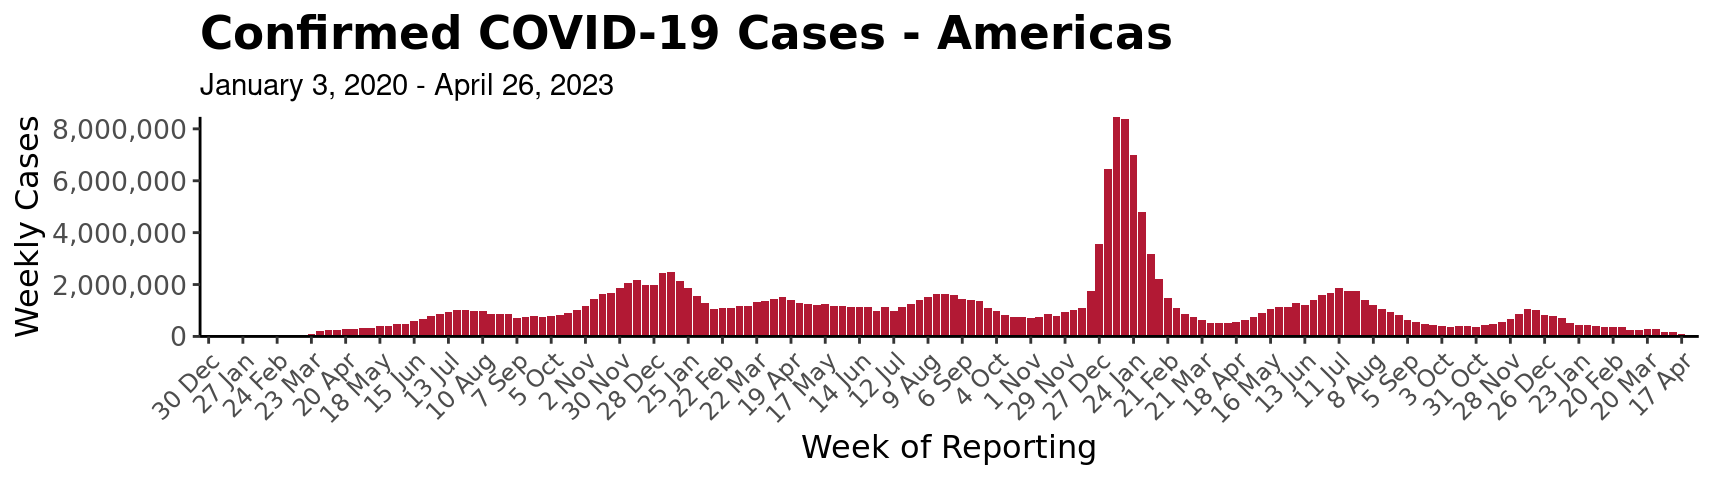 Confirmed COVID-19 Cases - Americas
January 3, 2020 - April 26, 2023
Weekly Cases
8,000,000
6,000,000
4,000,000
2,000,000
0
30 Dec
27 Jan
24 Feb
23 Mar
20 Apr
18 May
15 Jun
13 Jul
10 Aug
7 Sep
5 Oct
2 Nov
30 Nov
28 Dec
25 Jan
22 Feb
22 Mar
19 Apr
17 May
14 Jun
12 Jul
9 Aug
6 Sep
4 Oct
1 Nov
29 Nov
27 Dec
24 Jan
21 Feb
21 Mar
18 Apr
16 May
13 Jun
11 Jul
8 Aug
5 Sep
3 Oct
31 Oct
28 Nov
26 Dec
23 Jan
20 Feb
20 Mar
17 Apr
Week of Reporting